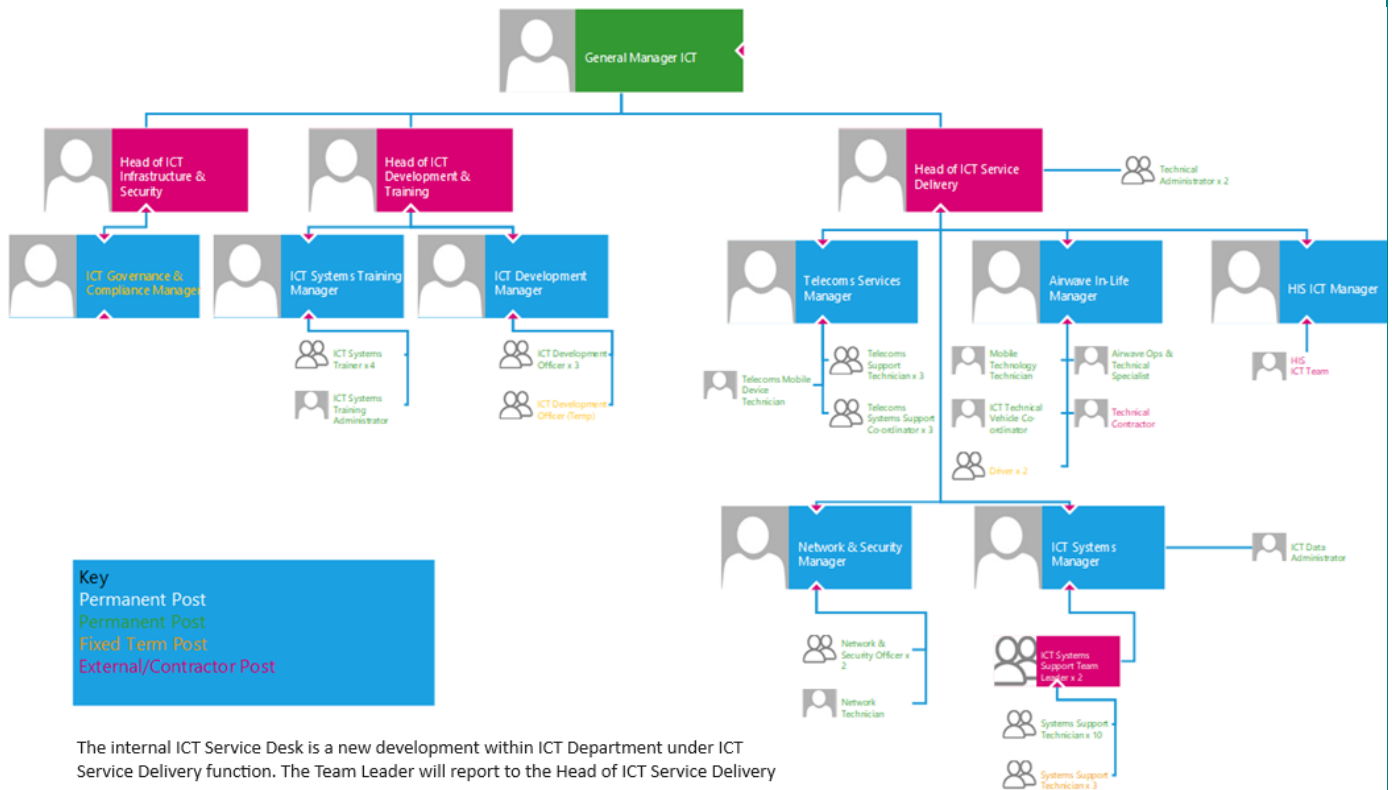 General Manager ICT
Head of ICT
Infrastructure &
Security
Head of ICT
Development &
Training
Head of ICT Service
Delivery
Technical
Administrator x 2
ICT Governance &
Compliance Manager
ICT Systems Training
Manager
ICT Development
Manager
Telecoms Services
Manager
Airwave In-Life
Manager
HIS ICT Manager
ICT Systems
Trainer x 4
ICT Systems
Training
Administrator
ICT Development
Officer x 3
ICT Development
Officer (Temp)
Telecoms Mobile
Device
Technician
Telecoms
Support
Technician x 3
Telecoms
Systems Support
Co-ordinator x 3
Mobile
Technology
Technician
Airwave Ops &
Technical
Specialist
ICT Technical
Vehicle Co-
ordinator
Technical
Contractor
Driver x 2
HIS
ICT Team
Network & Security
Manager
ICT Systems
Manager
ICT Data
Administrator
Network &
Security Officer x
2
Network
Technician
ICT Systems
Support Team
Leader x 2
Systems Support
Technician x 10
Systems Support
Technician x 3
Key
Permanent Post
Permanent Post
Fixed Term Post
External/Contractor Post
The internal ICT Service Desk is a new development within ICT Department under ICT
Service Delivery function. The Team Leader will report to the Head of ICT Service Delivery